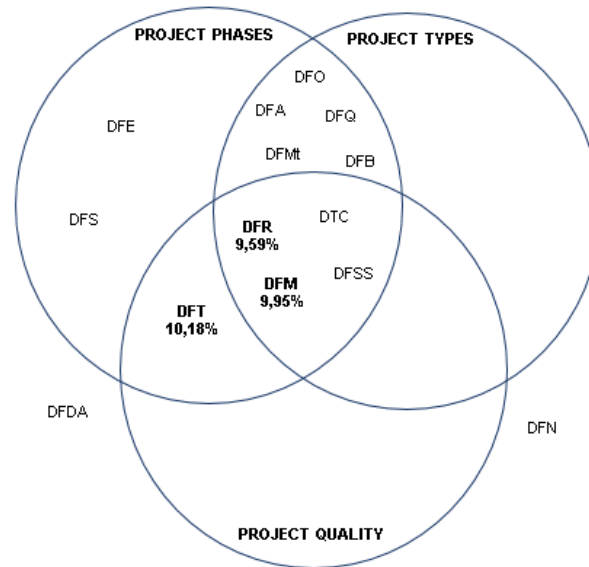 PROJECT PHASES
PROJECT TYPES
DFO
DFA
DFQ
DFE
DFMt
DFB
DFS
DTC
DFR
9,59%
DFSS
DFM
9,95%
DFT
10,18%
DFDA
DFN
PROJECT QUALITY